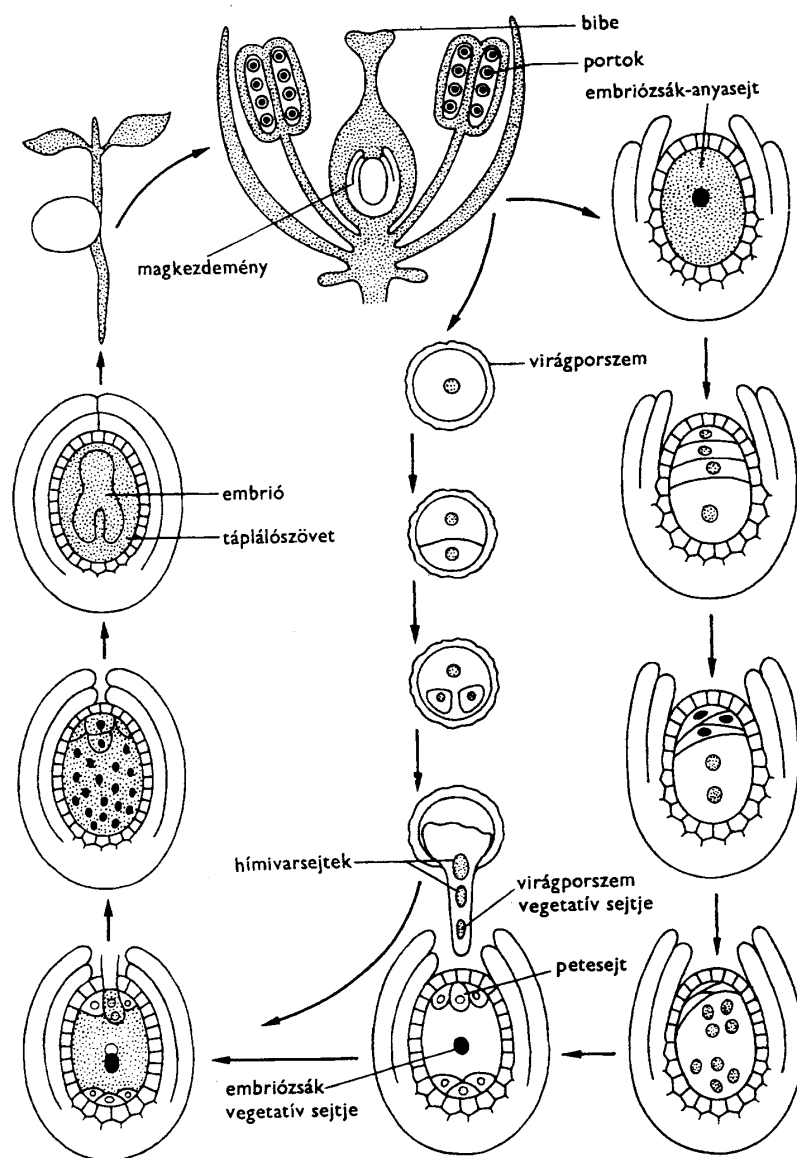 bibe
portok
embriózsák-anyasejt
magkezdemény
virágporszem
embrió
táplálószövet
hímivarsejtek
virágporszem
vegetatív sejtje
petesejt
embriózsák
vegetatív sejtje